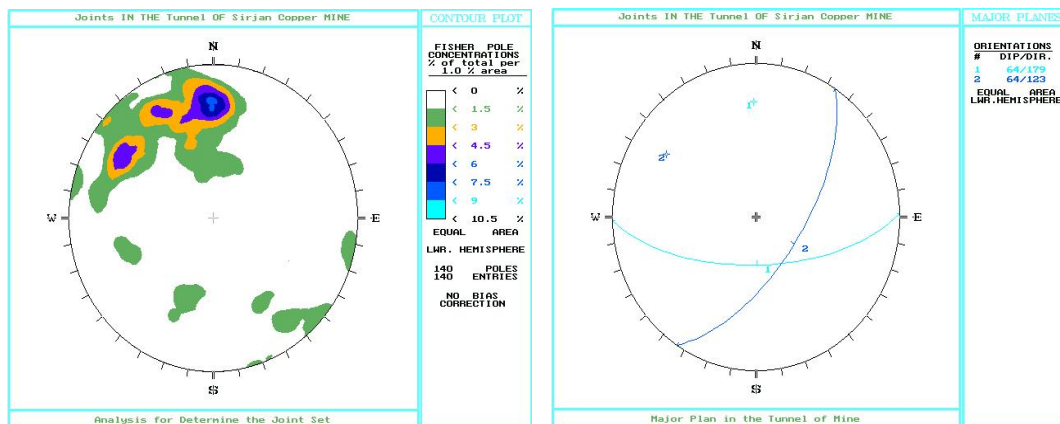 Joints IN THE Tunnel OF Sirjan Copper MINE
CONTOUR PLOT
N
W
E
S
FISHER POLE
CONCENTRATIONS
% of total per
1.0 % area
< 0 %
< 1.5 %
< 3 %
< 4.5 %
< 6 %
< 7.5 %
< 9 %
< 10.5 %
EQUAL AREA
LWR. HEMISPHERE
140 POLES
140 ENTRIES
NO BIAS
CORRECTION
Analysis for Determine the Joint Set
Joints IN THE Tunnel OF Sirjan Copper MINE
MAJOR PLANES
N
W
E
S
1
2
2
1
ORIENTATIONS
# DIP/DIR.
1 64/179
2 64/123
EQUAL AREA
LWR.HEMISPHERE
Major Plan in the Tunnel of Mine